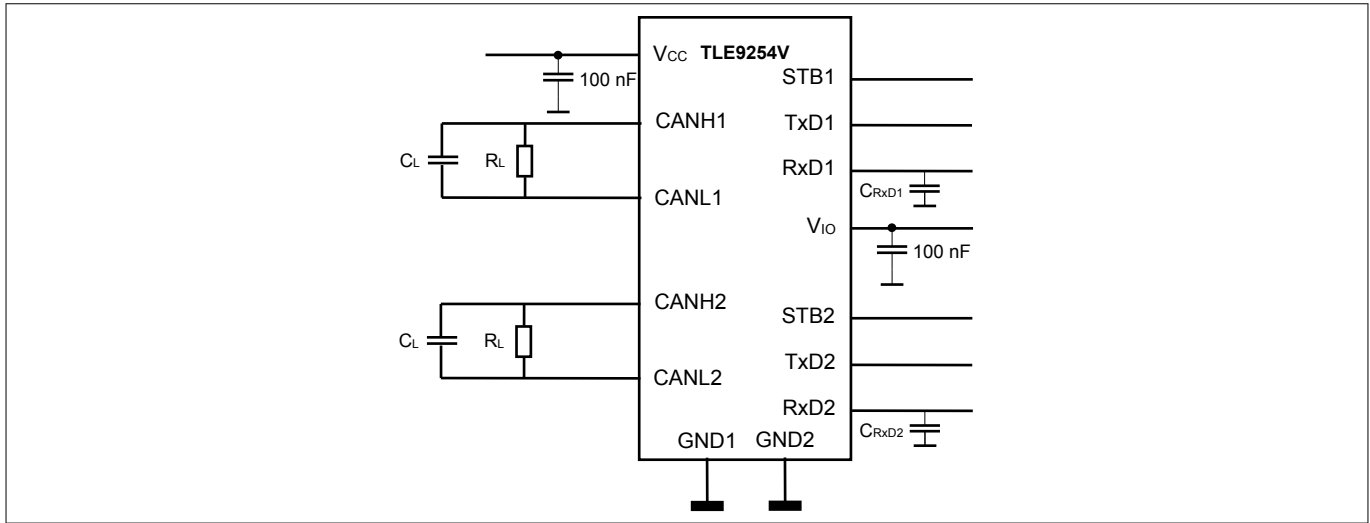 VCC TLE9254V
100 nF
STB1
CANH1
TxD1
CL
RL
RxD1
CRxD1
CANL1
VIO
100 nF
CANH2
STB2
CL
RL
TxD2
CANL2
RxD2
CRxD2
GND1
GND2